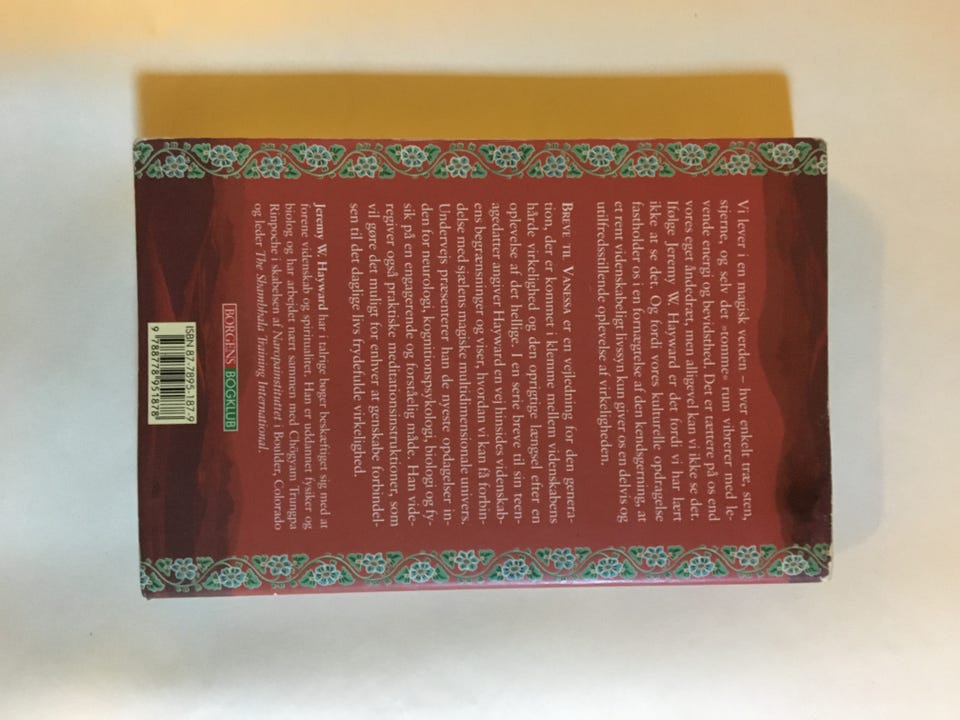 Vi lever i en magisk verden – hver enkelt træ, sten,
stjerne, og selv det »tomme« rum vibrerer med le-
vende energi og bevidsthed. Det er tættere på os end
vores eget åndedræt, men alligevel kan vi ikke se det.
Ifølge Jeremy W. Hayward er det fordi vi har lært
ikke at se det. Og fordi vores kulturelle opdragelse
fastholder os i en fornægtelse af den kendsgerning, at
et rent videnskabeligt livssyn kun giver os en delvis og
utilfredsstillende oplevelse af virkeligheden.
BREVE TIL VANESSA er en vejledning for den genera-
tion, der er kommet i klemme mellem videnskabens
hårde virkelighed og den oprigtige længsel efter en
oplevelse af det hellige. I en serie breve til sin teen-
agedatter angiver Hayward en vej hinsides videnskab-
ens begrænsninger og viser, hvordan vi kan få forbin-
delse med sjælens magiske multidimensionale univers.
Undervejs præsenterer han de nyeste opdagelser in-
den for neurologi, kognitionspsykologi, biologi og fy-
sik på en engagerende og forståelig måde. Han vide-
regiver også praktiske meditationsinstruktioner, som
vil gøre det muligt for enhver at genskabe forbindel-
sen til det daglige livs frydefulde virkelighed.
Jeremy W. Hayward har i talrige bøger beskæftiget sig med at
forene videnskab og spiritualitet. Han er uddannet fysiker og
biolog og har arbejdet nært sammen med Chögyam Trungpa
Rinpoche i skabelsen af Naropainstituttet i Boulder, Colorado
og leder The Shambhala Training International.
BORGENS BOGKLUB
ISBN 87-7895-187-9
9 788778 951878